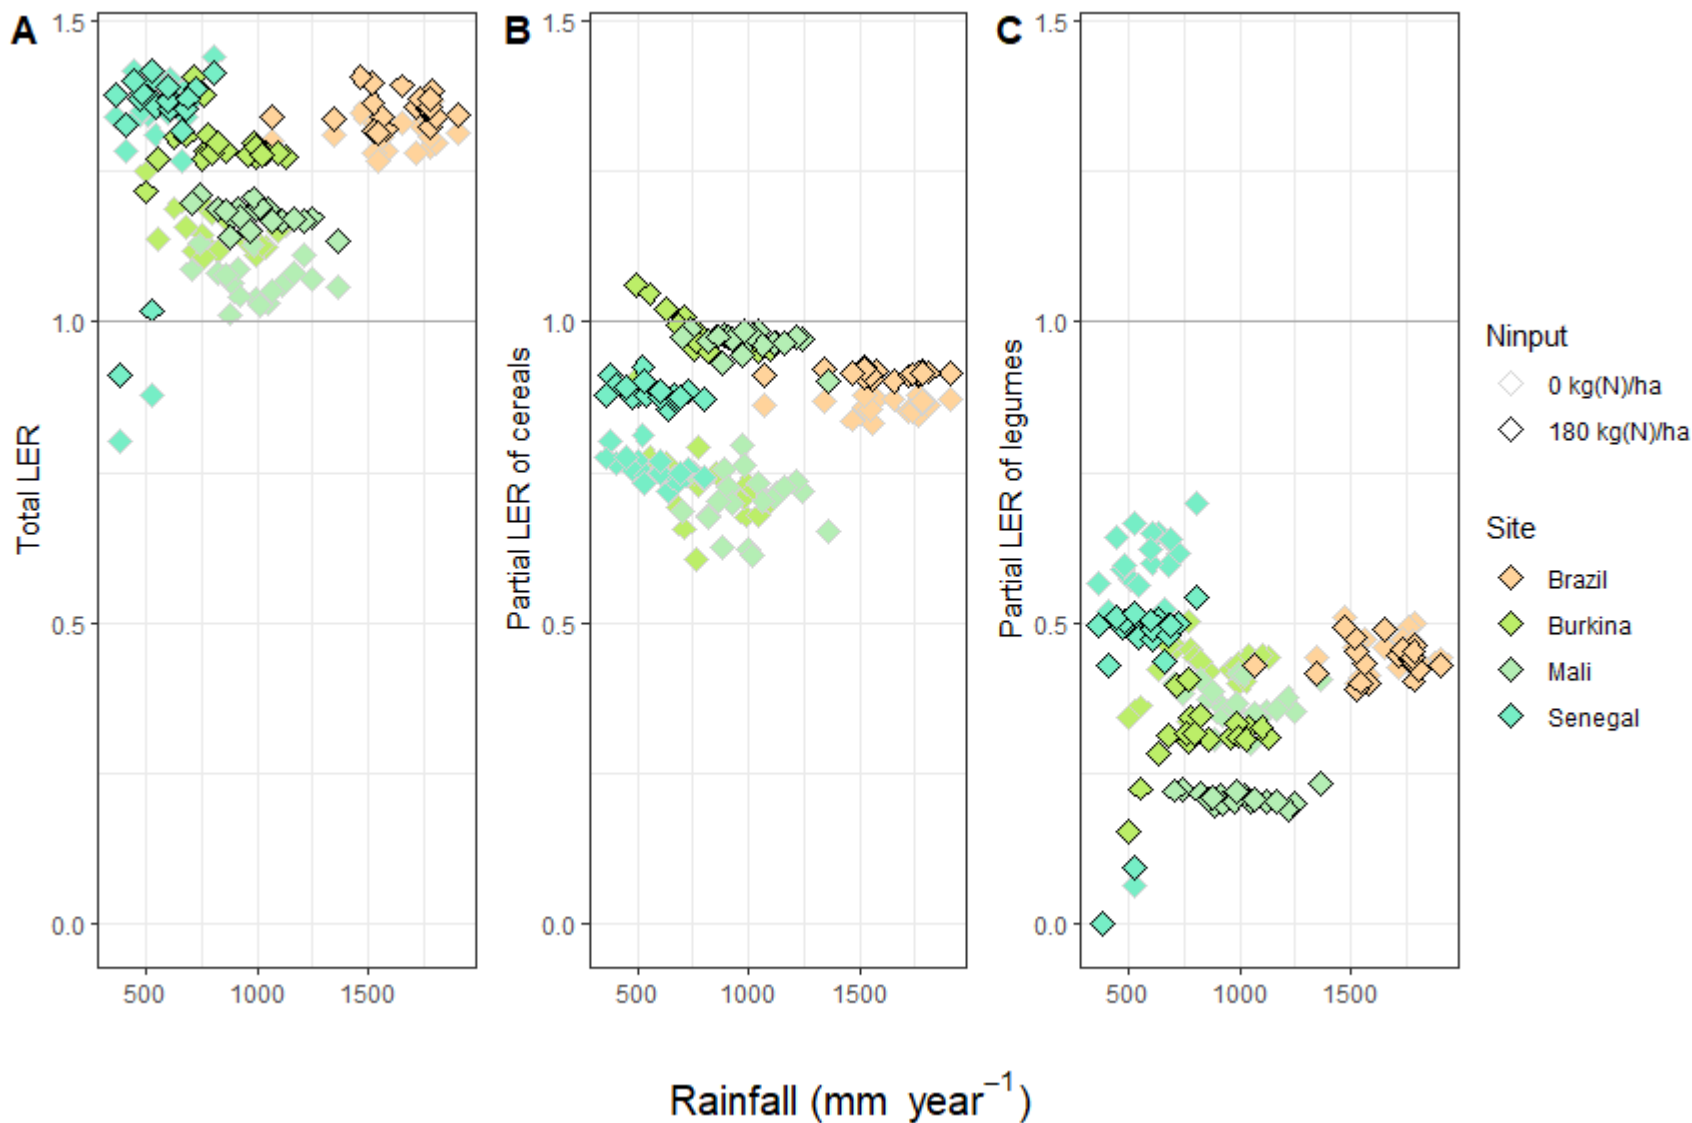 A
B
C
1.5
1.0
0.5
0.0
Total LER
500
1000
1500
1.5
1.0
0.5
0.0
Partial LER of cereals
500
1000
1500
1.5
1.0
0.5
0.0
Partial LER of legumes
500
1000
1500
Rainfall (mm year⁻¹)
Ninput
0 kg(N)/ha
180 kg(N)/ha
Site
Brazil
Burkina
Mali
Senegal